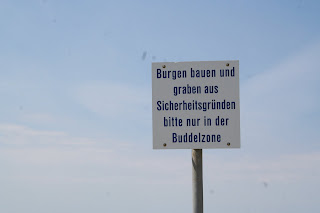 Burgen bauen und
graben aus
Sicherheitsgründen
bitte nur in der
Buddelzone